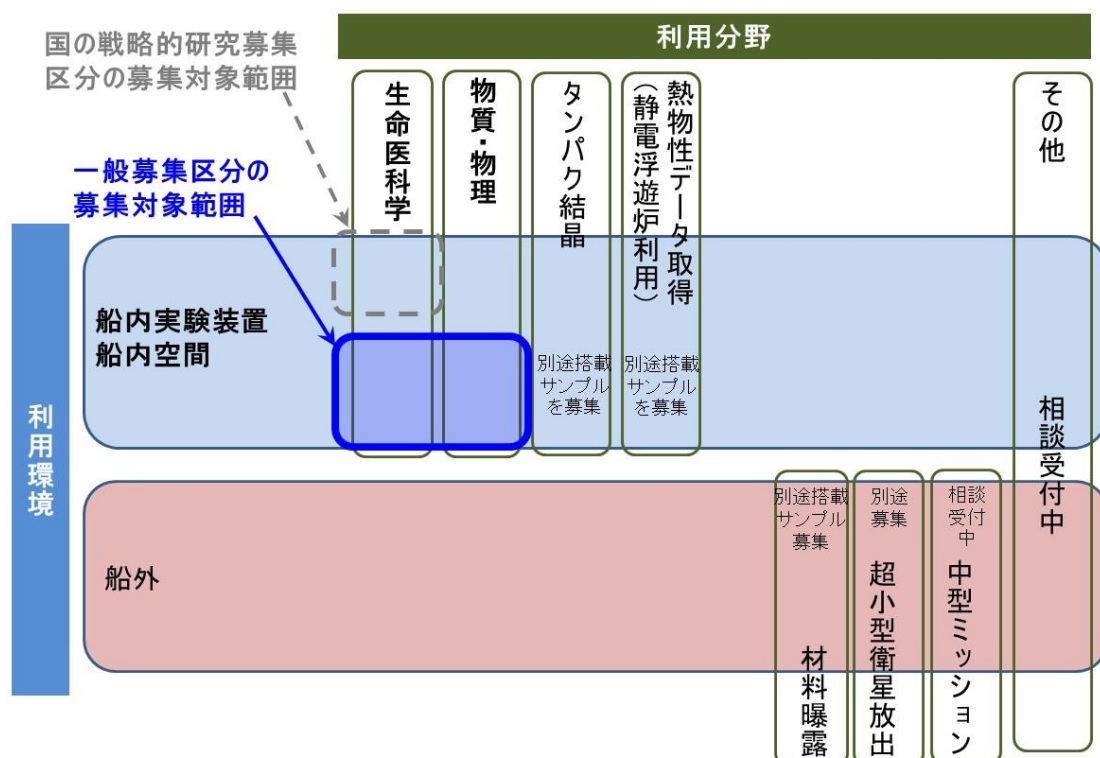 国の戦略的研究募集
区分の募集対象範囲
利用分野
一般募集区分の
募集対象範囲
生命医科学
物質・物理
タンパク結晶
熱物性データ取得
（静電浮遊炉利用）
その他
利用環境
船内実験装置
船内空間
別途搭載
サンプル
を募集
別途搭載
サンプル
を募集
相談受付中
船外
別途搭載
サンプル
募集
材料曝露
別途
募集
超小型衛星放出
相談
受付
中
中型ミッション